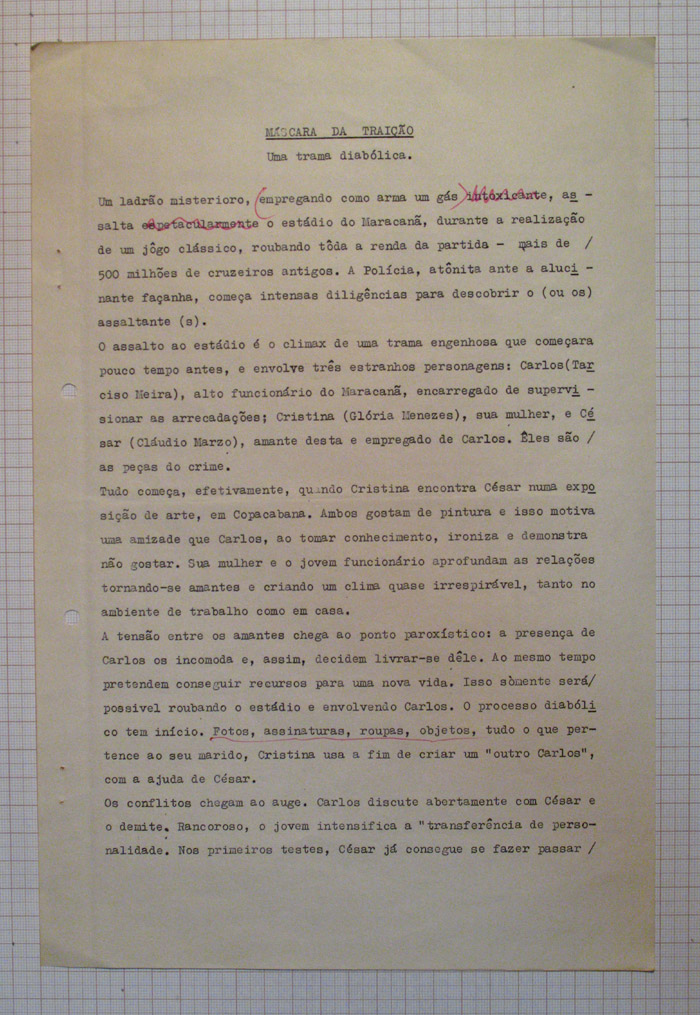 MÁSCARA DA TRAIÇÃO
Uma trama diabólica.
Um ladrão misterioro, (empregando como arma um gás) intoxicante, as -
salta espetacularmente o estádio do Maracanã, durante a realização
de um jôgo clássico, roubando tôda a renda da partida - mais de /
500 milhões de cruzeiros antigos. A Polícia, atônita ante a aluci -
nante façanha, começa intensas diligências para descobrir o (ou os)
assaltante (s).
O assalto ao estádio é o climax de uma trama engenhosa que começara
pouco tempo antes, e envolve três estranhos personagens: Carlos(Tar
ciso Meira), alto funcionário do Maracanã, encarregado de supervi -
sionar as arrecadações; Cristina (Glória Menezes), sua mulher, e Cé
sar (Cláudio Marzo), amante desta e empregado de Carlos. Êles são /
as peças do crime.
Tudo começa, efetivamente, quando Cristina encontra César numa expo
sição de arte, em Copacabana. Ambos gostam de pintura e isso motiva
uma amizade que Carlos, ao tomar conhecimento, ironiza e demonstra
não gostar. Sua mulher e o jovem funcionário aprofundam as relações
tornando-se amantes e criando um clima quase irrespirável, tanto no
ambiente de trabalho como em casa.
A tensão entre os amantes chega ao ponto paroxístico: a presença de
Carlos os incomoda e, assim, decidem livrar-se dêle. Ao mesmo tempo
pretendem conseguir recursos para uma nova vida. Isso sòmente será/
possivel roubando o estádio e envolvendo Carlos. O processo diabóli
co tem início. Fotos, assinaturas, roupas, objetos, tudo o que per-
tence ao seu marido, Cristina usa a fim de criar um "outro Carlos",
com a ajuda de César.
Os conflitos chegam ao auge. Carlos discute abertamente com César e
o demite. Rancoroso, o jovem intensifica a "transferência de perso-
nalidade. Nos primeiros testes, César já consegue se fazer passar /